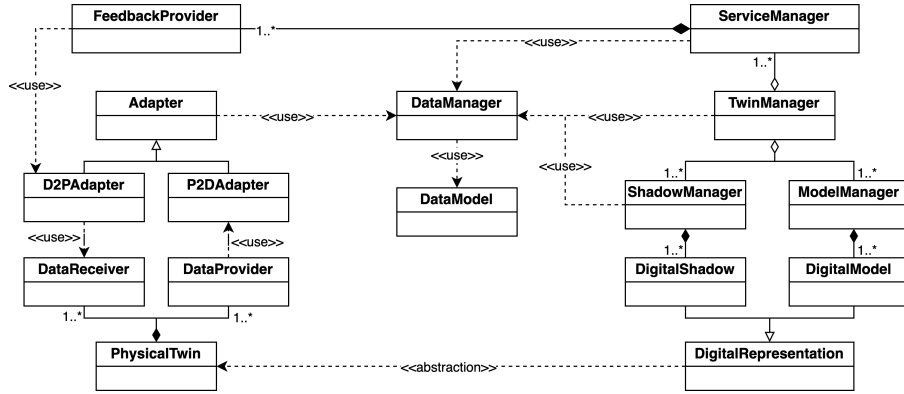 FeedbackProvider
ServiceManager
1..*
<<use>>
1..*
<<use>>
Adapter
DataManager
TwinManager
<<use>>
<<use>>
<<use>>
<<use>>
1..*
1..*
D2PAdapter
P2DAdapter
DataModel
ShadowManager
ModelManager
<<use>>
<<use>>
1..*
1..*
DataReceiver
DataProvider
DigitalShadow
DigitalModel
1..*
1..*
PhysicalTwin
DigitalRepresentation
<<abstraction>>